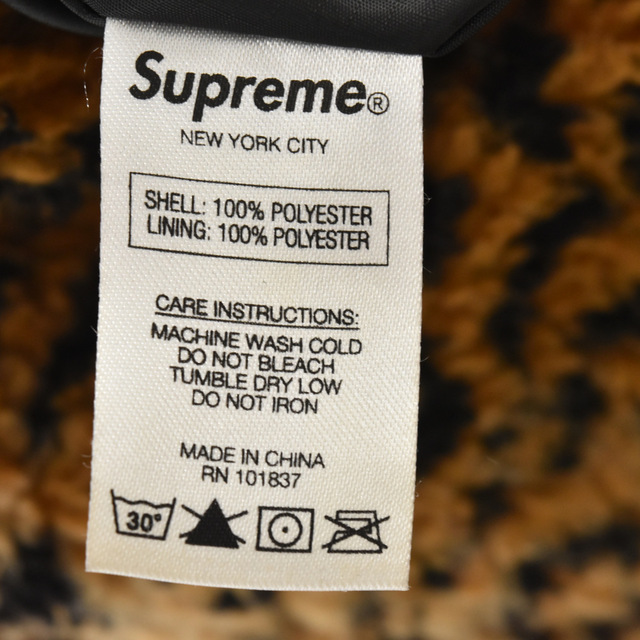 Supreme®
NEW YORK CITY
SHELL: 100% POLYESTER
LINING: 100% POLYESTER
CARE INSTRUCTIONS:
MACHINE WASH COLD
DO NOT BLEACH
TUMBLE DRY LOW
DO NOT IRON
MADE IN CHINA
RN 101837
30°